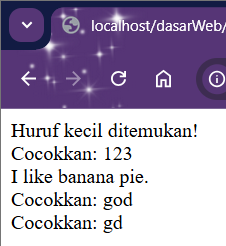 localhost/dasarWeb/
Huruf kecil ditemukan!
Cocokkan: 123
I like banana pie.
Cocokkan: god
Cocokkan: gd